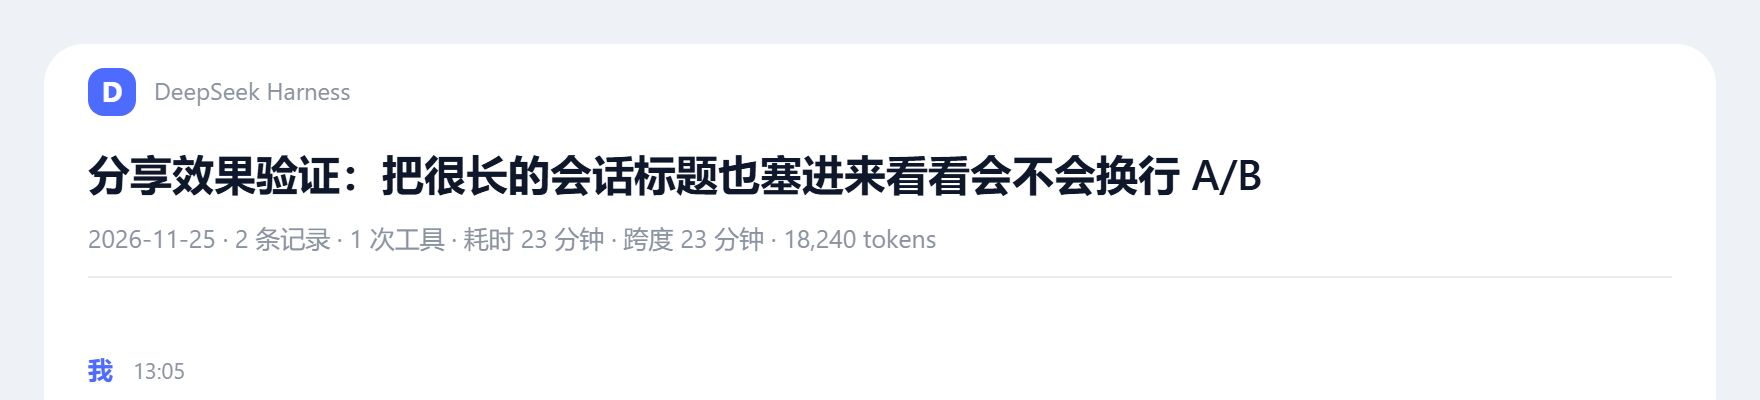 D DeepSeek Harness
分享效果验证：把很长的会话标题也塞进来看看会不会换行 A/B
2026-11-25 · 2 条记录 · 1 次工具 · 耗时 23 分钟 · 跨度 23 分钟 · 18,240 tokens
我 13:05